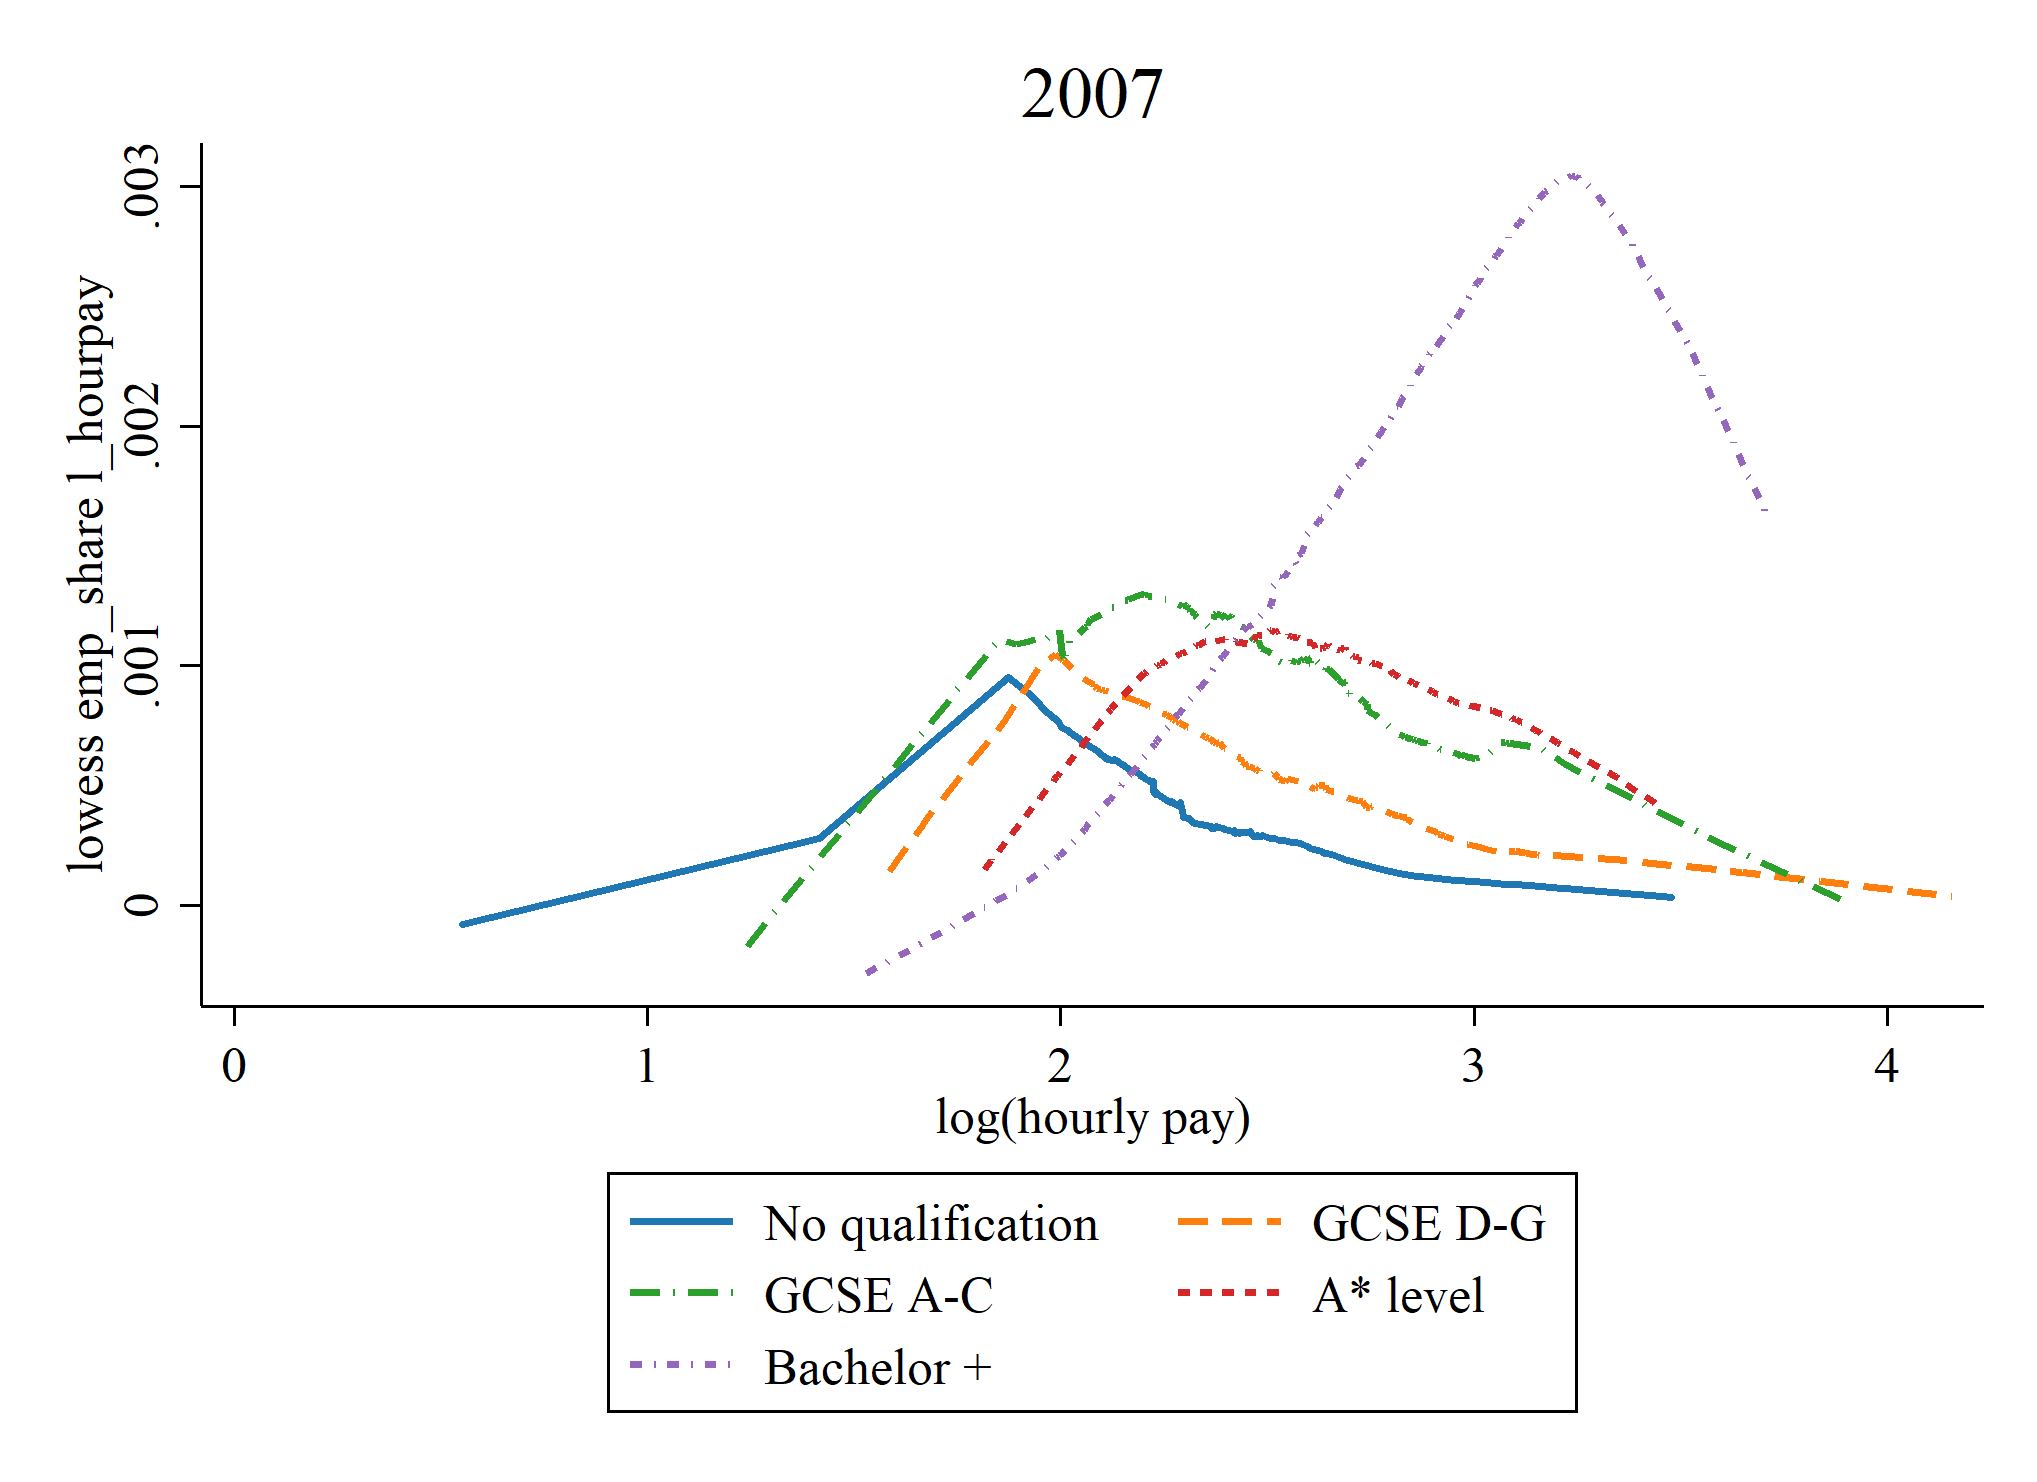 2007
lowess emp_share l_hourpay
.003
.002
.001
0
0 1 2 3 4
log(hourly pay)
No qualification GCSE D-G
GCSE A-C A* level
Bachelor +